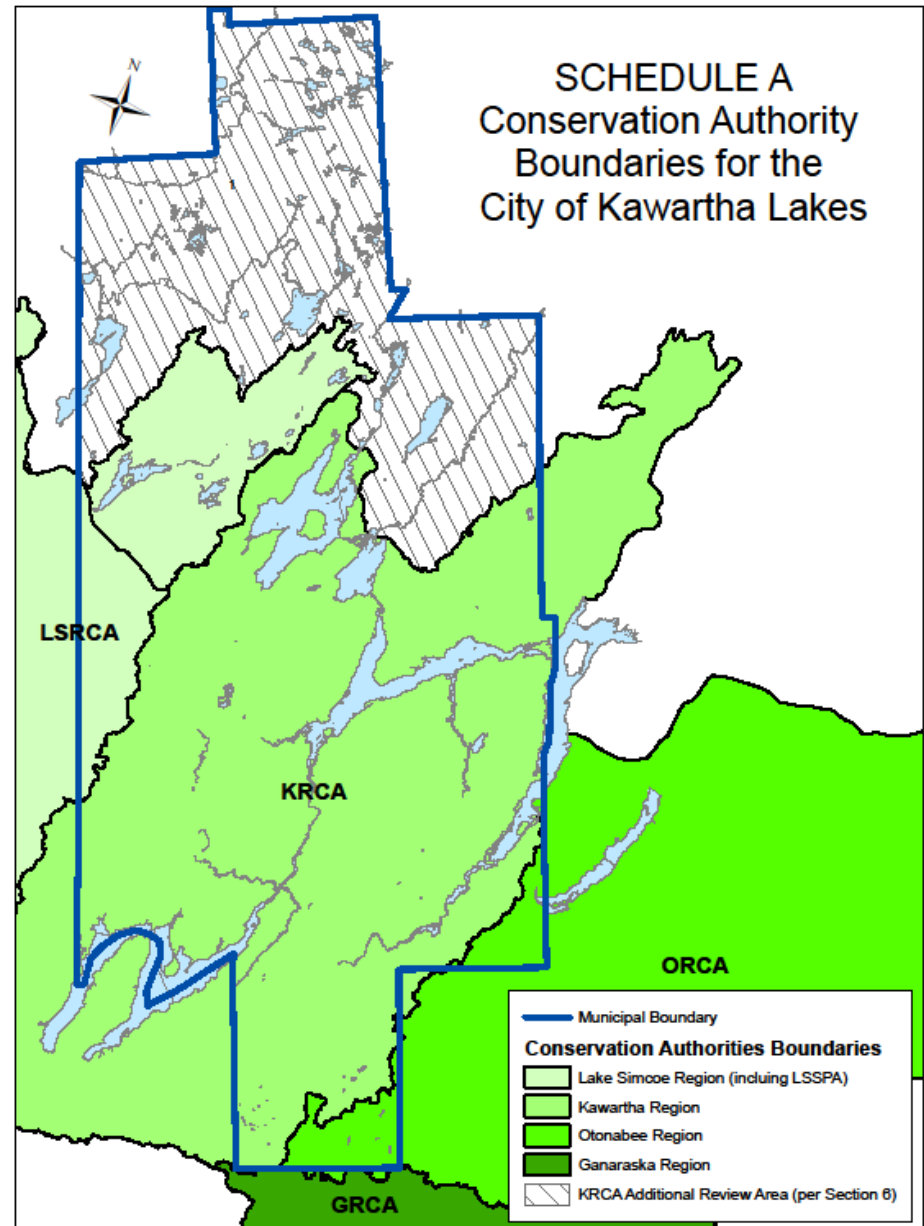 N
SCHEDULE A
Conservation Authority
Boundaries for the
City of Kawartha Lakes
1
LSRCA
KRCA
ORCA
GRCA
Municipal Boundary
Conservation Authorities Boundaries
Lake Simcoe Region (incluing LSSPA)
Kawartha Region
Otonabee Region
Ganaraska Region
KRCA Additional Review Area (per Section 6)